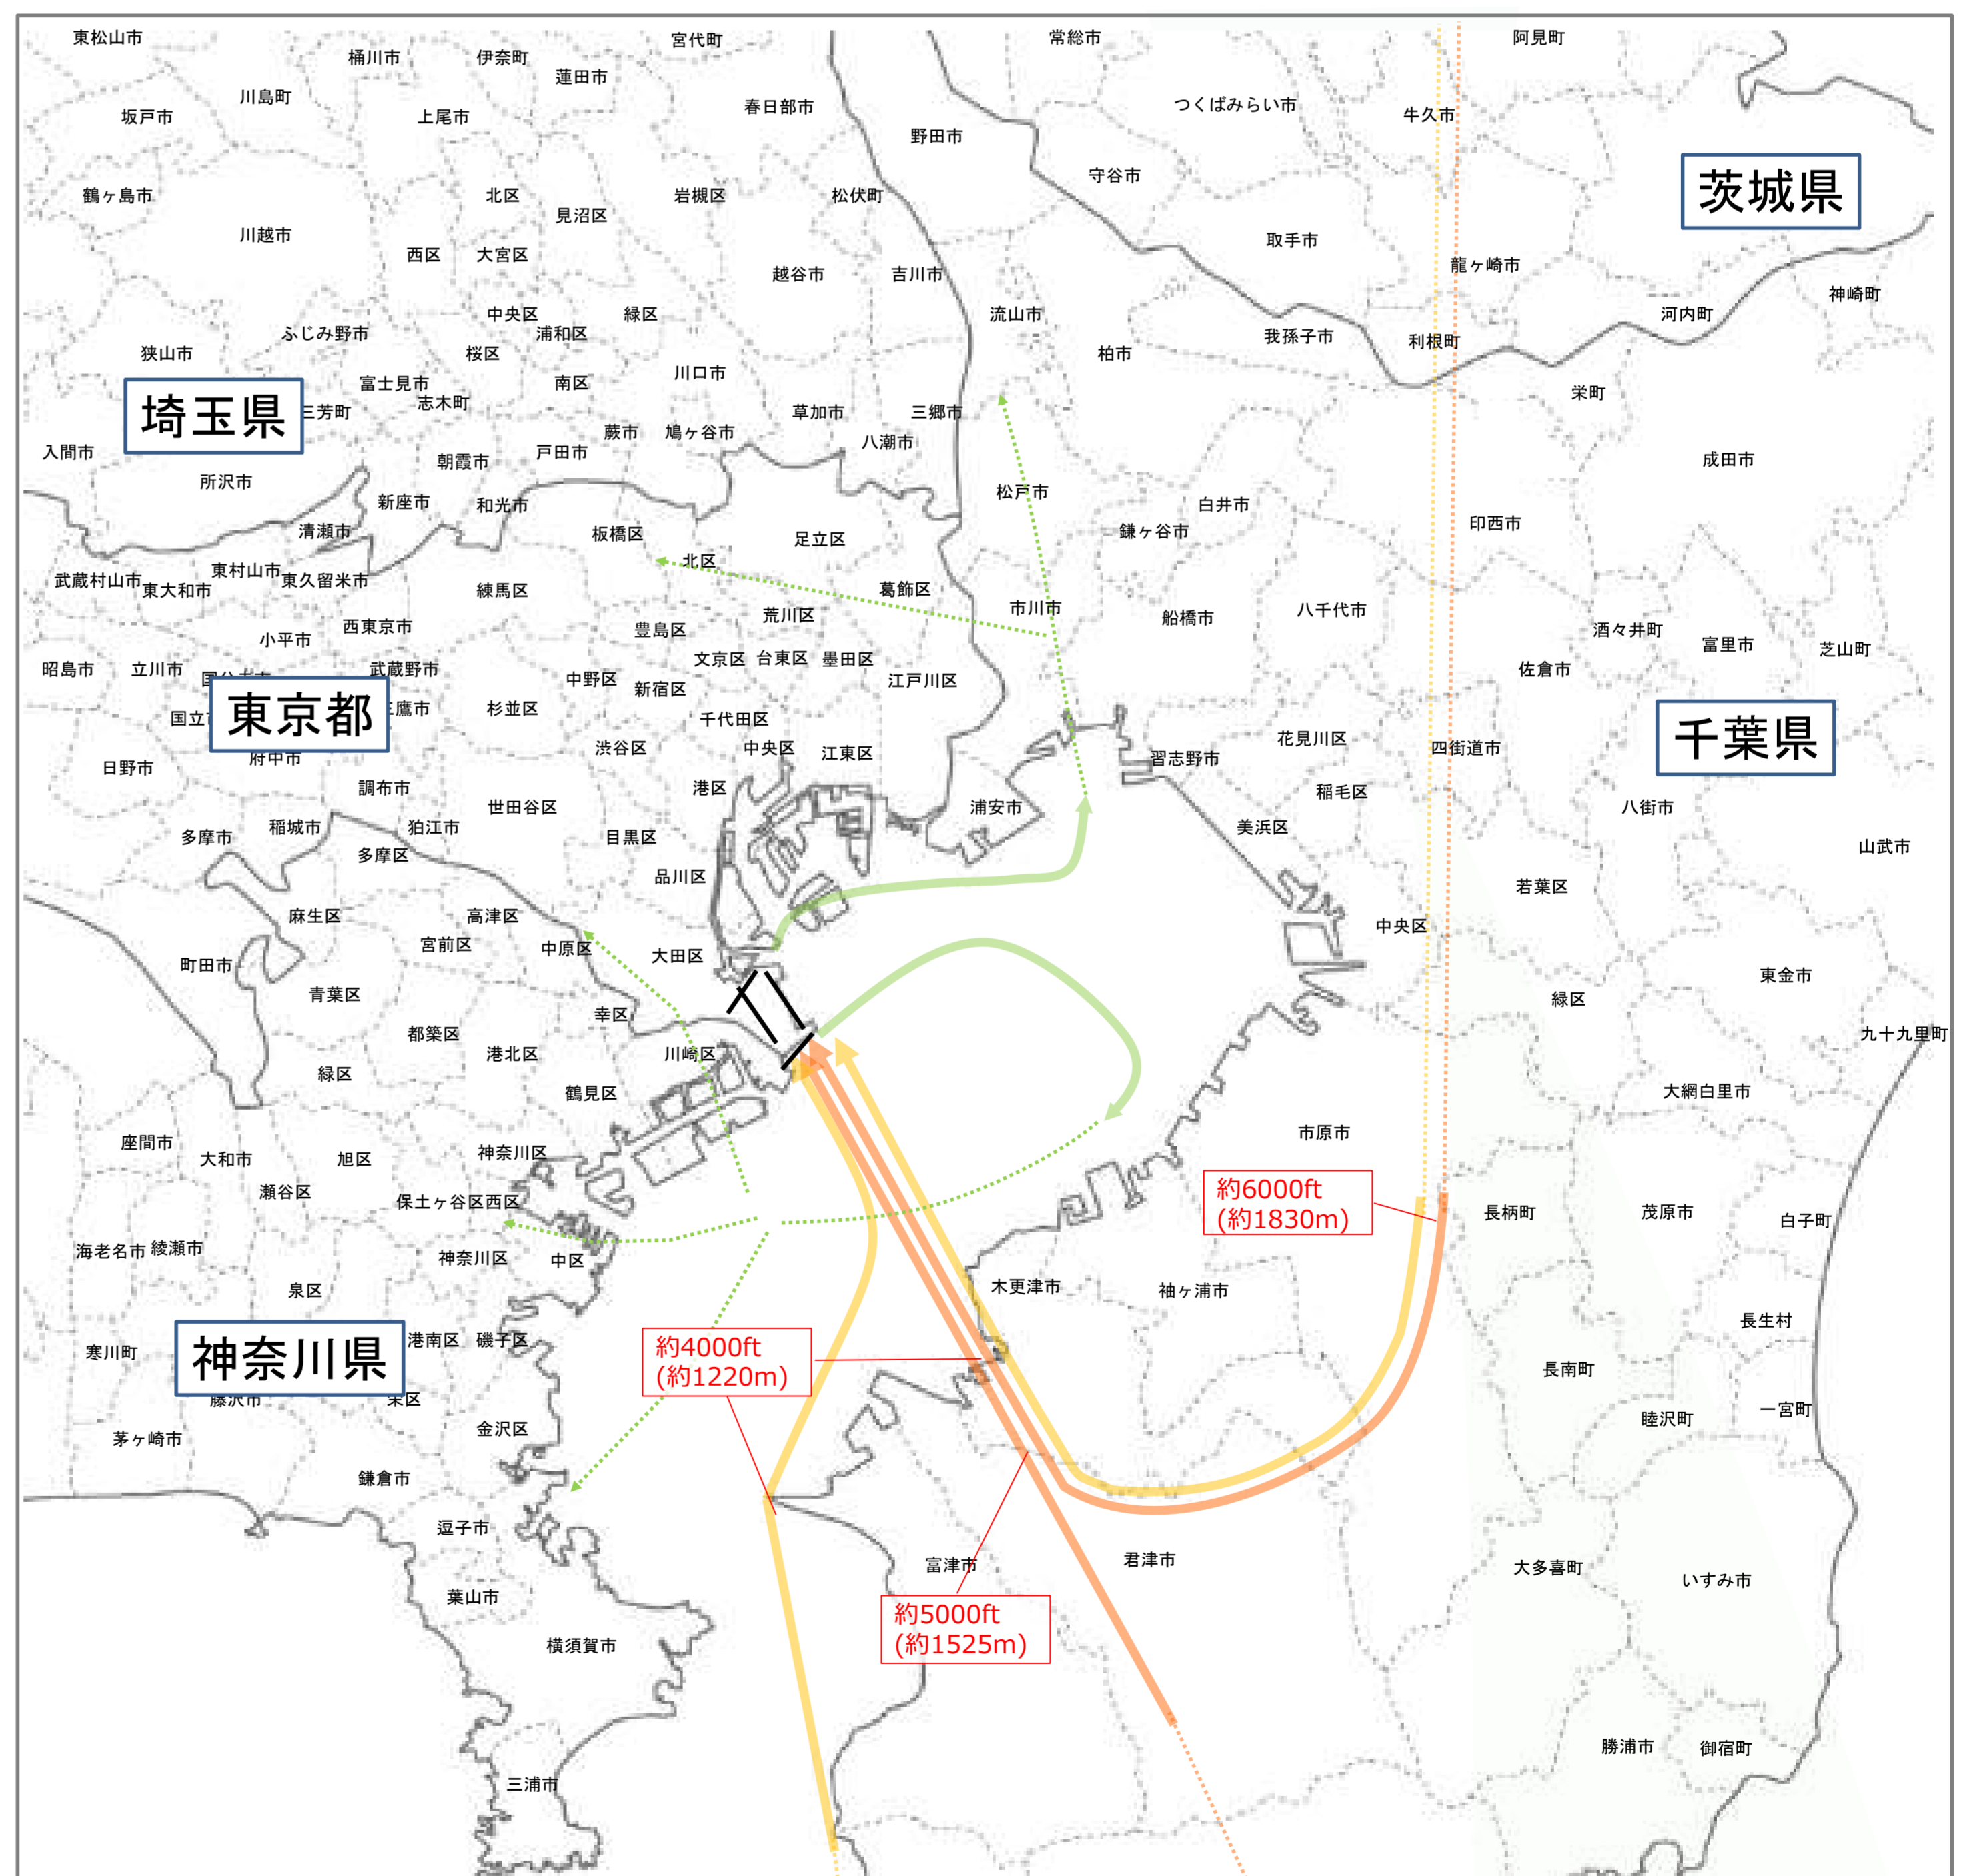 東松山市
桶川市
伊奈町
宮代町
常総市
阿見町
蓮田市
川島町
坂戸市
上尾市
春日部市
野田市
つくばみらい市
牛久市
守谷市
茨城県
鶴ヶ島市
北区
見沼区
岩槻区
松伏町
川越市
西区
大宮区
越谷市
吉川市
取手市
龍ヶ崎市
神崎町
河内町
中央区
緑区
流山市
ふじみ野市
浦和区
我孫子市
利根町
狭山市
桜区
柏市
富士見市
南区
川口市
栄町
埼玉県
三芳町
志木町
草加市
三郷市
蕨市
鳩ヶ谷市
八潮市
入間市
朝霞市
戸田市
成田市
所沢市
新座市
和光市
松戸市
白井市
清瀬市
板橋区
足立区
鎌ヶ谷市
印西市
北区
武蔵村山市
東大和市
東村山市
東久留米市
練馬区
葛飾区
市川市
船橋市
八千代市
荒川区
西東京市
小平市
豊島区
酒々井町
富里市
芝山町
昭島市
立川市
武蔵野市
中野区
新宿区
文京区
台東区
墨田区
江戸川区
佐倉市
東京都
国立
鷹市
杉並区
千代田区
渋谷区
中央区
江東区
習志野市
花見川区
四街道市
千葉県
日野市
府中市
調布市
世田谷区
港区
浦安市
稲毛区
八街市
多摩市
稲城市
狛江市
目黒区
美浜区
多摩区
山武市
品川区
若葉区
麻生区
高津区
中央区
宮前区
中原区
大田区
町田市
東金市
青葉区
緑区
幸区
都築区
港北区
川崎区
九十九里町
緑区
鶴見区
大網白里市
座間市
大和市
旭区
神奈川区
市原市
瀬谷区
保土ヶ谷区西区
約6000ft
(約1830m)
長柄町
茂原市
白子町
海老名市
綾瀬市
神奈川区
中区
泉区
木更津市
袖ヶ浦市
長生村
神奈川県
港南区
磯子区
寒川町
約4000ft
(約1220m)
長南町
藤沢市
栄区
金沢区
睦沢町
一宮町
茅ヶ崎市
鎌倉市
逗子市
富津市
君津市
大多喜町
いすみ市
葉山市
約5000ft
(約1525m)
横須賀市
勝浦市
御宿町
三浦市